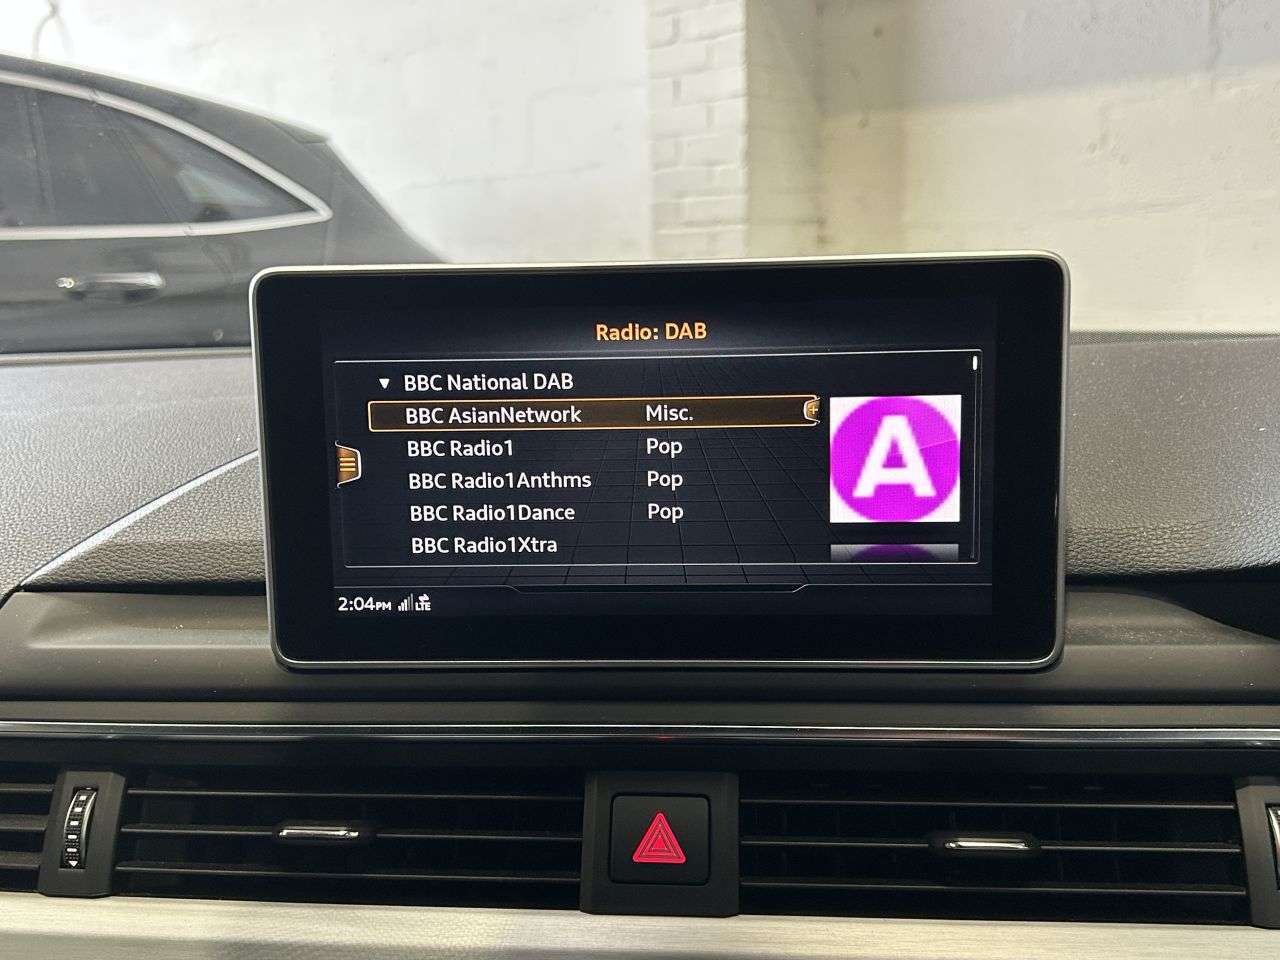 Radio: DAB
▼ BBC National DAB
BBC AsianNetwork Misc.
BBC Radio1 Pop
BBC Radio1Anthms Pop
BBC Radio1Dance Pop
BBC Radio1Xtra
A
2:04PM LTE